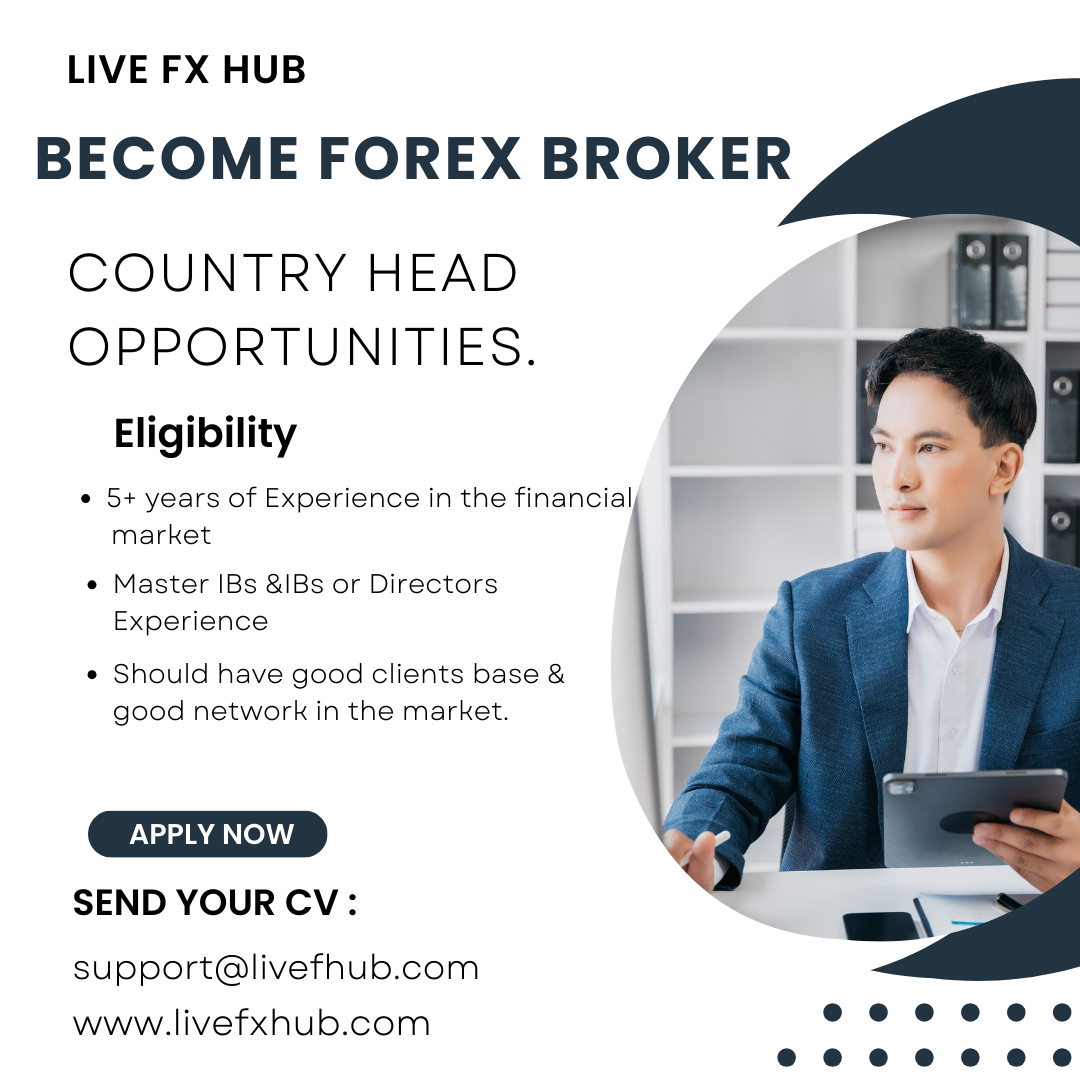 LIVE FX HUB
BECOME FOREX BROKER
COUNTRY HEAD
OPPORTUNITIES.
Eligibility
• 5+ years of Experience in the financial
market
• Master IBs &IBs or Directors
Experience
• Should have good clients base &
good network in the market.
APPLY NOW
SEND YOUR CV :
support@livefhub.com
www.livefxhub.com